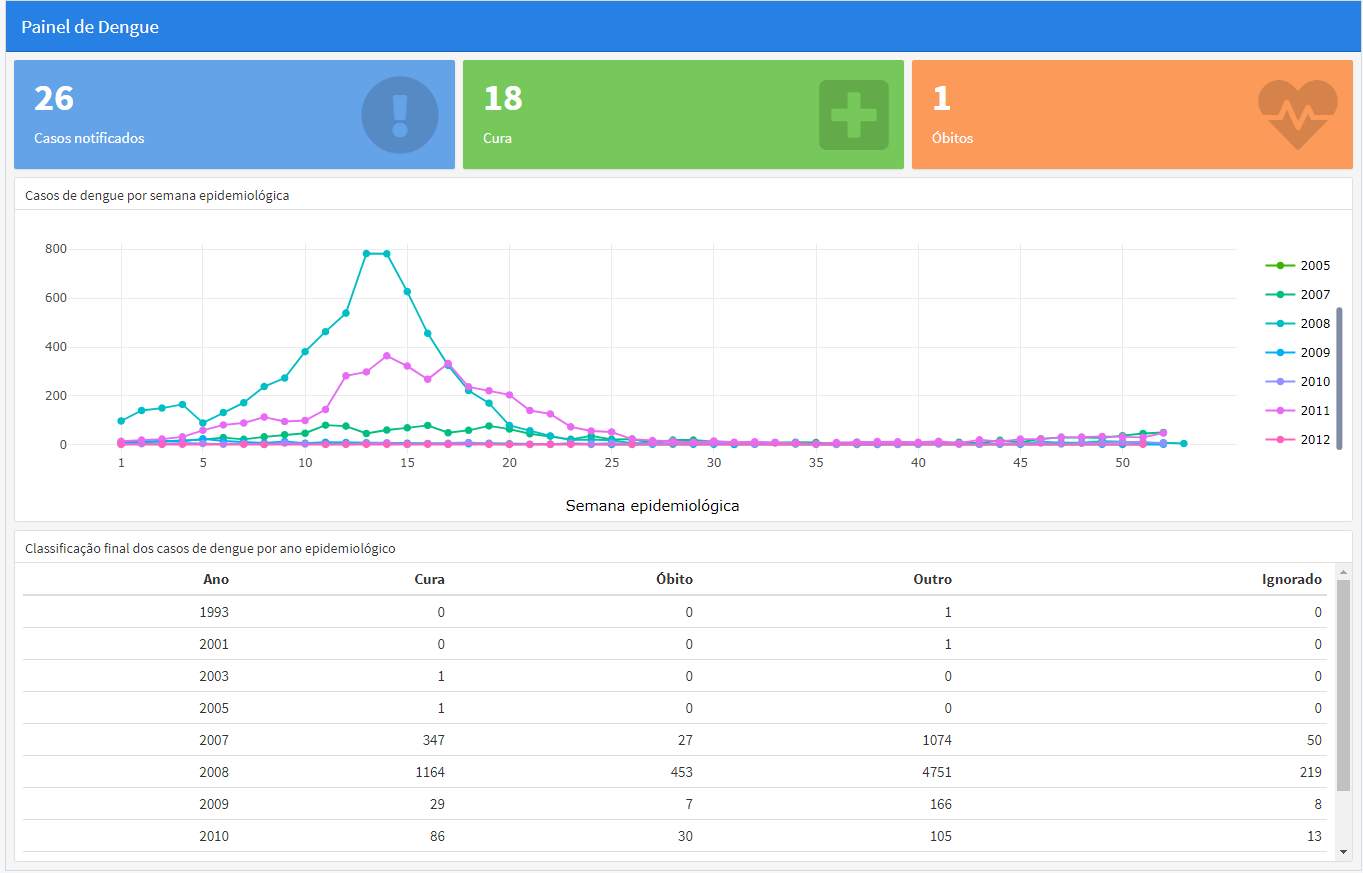 Painel de Dengue
26
Casos notificados
18
Cura
1
Óbitos
Casos de dengue por semana epidemiológica
800
600
400
200
0
1 5 10 15 20 25 30 35 40 45 50
Semana epidemiológica
2005
2007
2008
2009
2010
2011
2012
Classificação final dos casos de dengue por ano epidemiológico
Ano Cura Óbito Outro Ignorado
1993 0 0 1 0
2001 0 0 1 0
2003 1 0 0 0
2005 1 0 0 0
2007 347 27 1074 50
2008 1164 453 4751 219
2009 29 7 166 8
2010 86 30 105 13